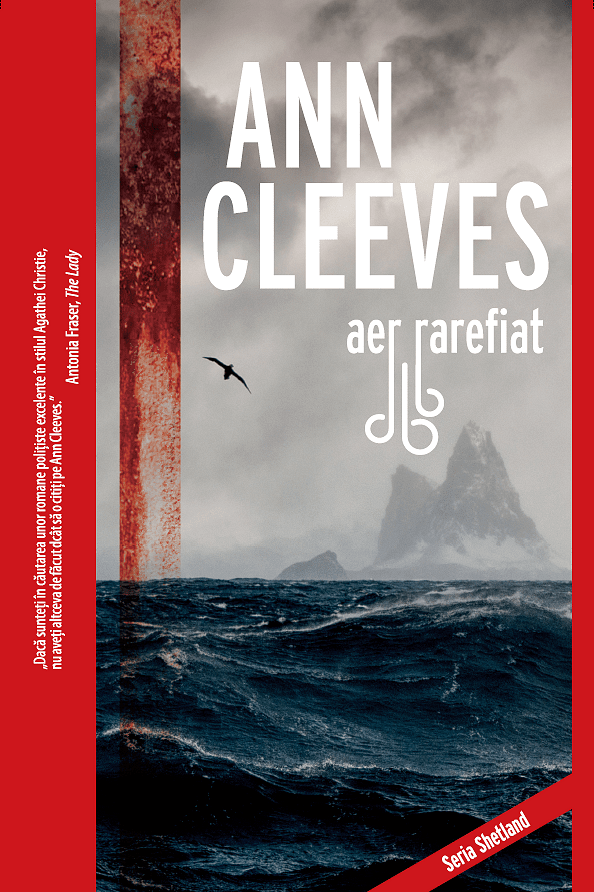 ANN
CLEEVES
aer rarefiat
„Dacă sunteți în căutarea unor romane polițiste excelente în stilul Agathei Christie,
nu aveți altceva de făcut dcât să o citiți pe Ann Cleeves.”
Antonia Fraser, The Lady
Seria Shetland